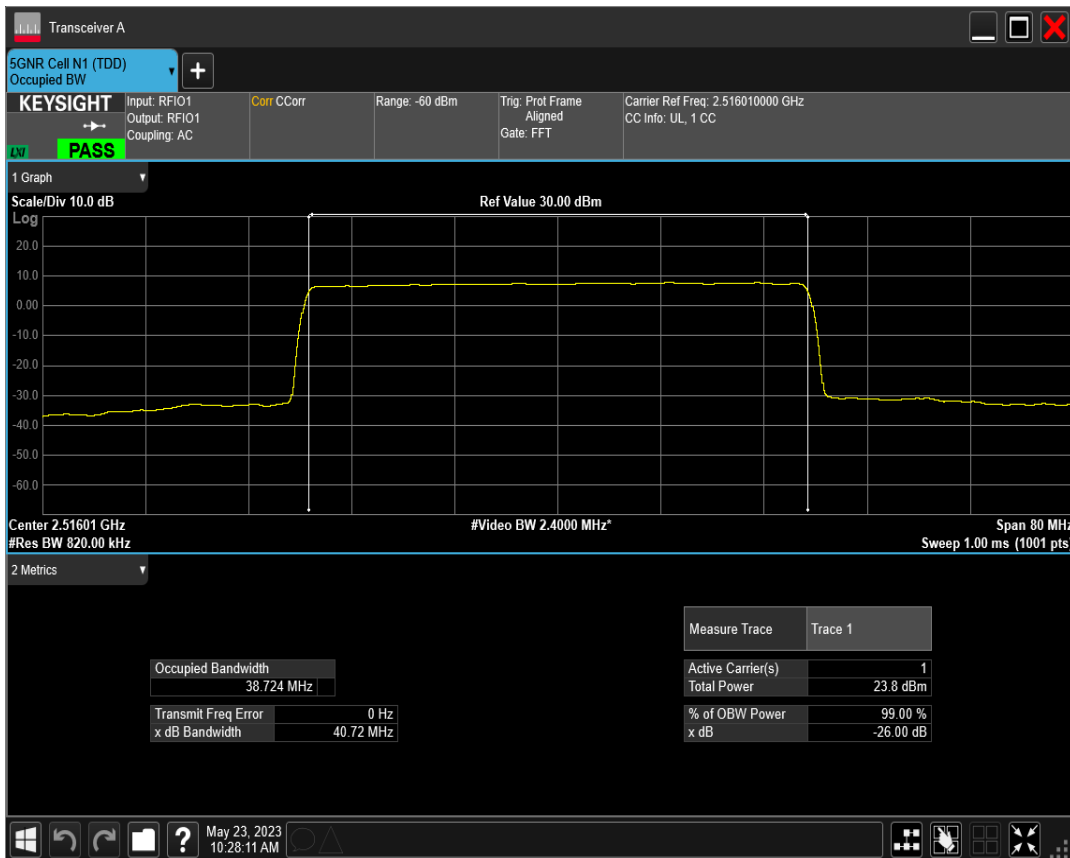 Transceiver A
5GNR Cell N1 (TDD)
Occupied BW
+
KEYSIGHT
LXI
PASS
Input: RFIO1
Output: RFIO1
Coupling: AC
Corr CCorr
Range: -60 dBm
Trig: Prot Frame
Aligned
Gate: FFT
Carrier Ref Freq: 2.516010000 GHz
CC Info: UL, 1 CC
1 Graph
Scale/Div 10.0 dB
Ref Value 30.00 dBm
Log
20.0
10.0
0.00
-10.0
-20.0
-30.0
-40.0
-50.0
-60.0
Center 2.51601 GHz
#Video BW 2.4000 MHz*
Span 80 MHz
#Res BW 820.00 kHz
Sweep 1.00 ms (1001 pts)
2 Metrics
Measure Trace Trace 1
Occupied Bandwidth
38.724 MHz
Active Carrier(s) 1
Total Power 23.8 dBm
Transmit Freq Error 0 Hz
x dB Bandwidth 40.72 MHz
% of OBW Power 99.00 %
x dB -26.00 dB
?
May 23, 2023
10:28:11 AM